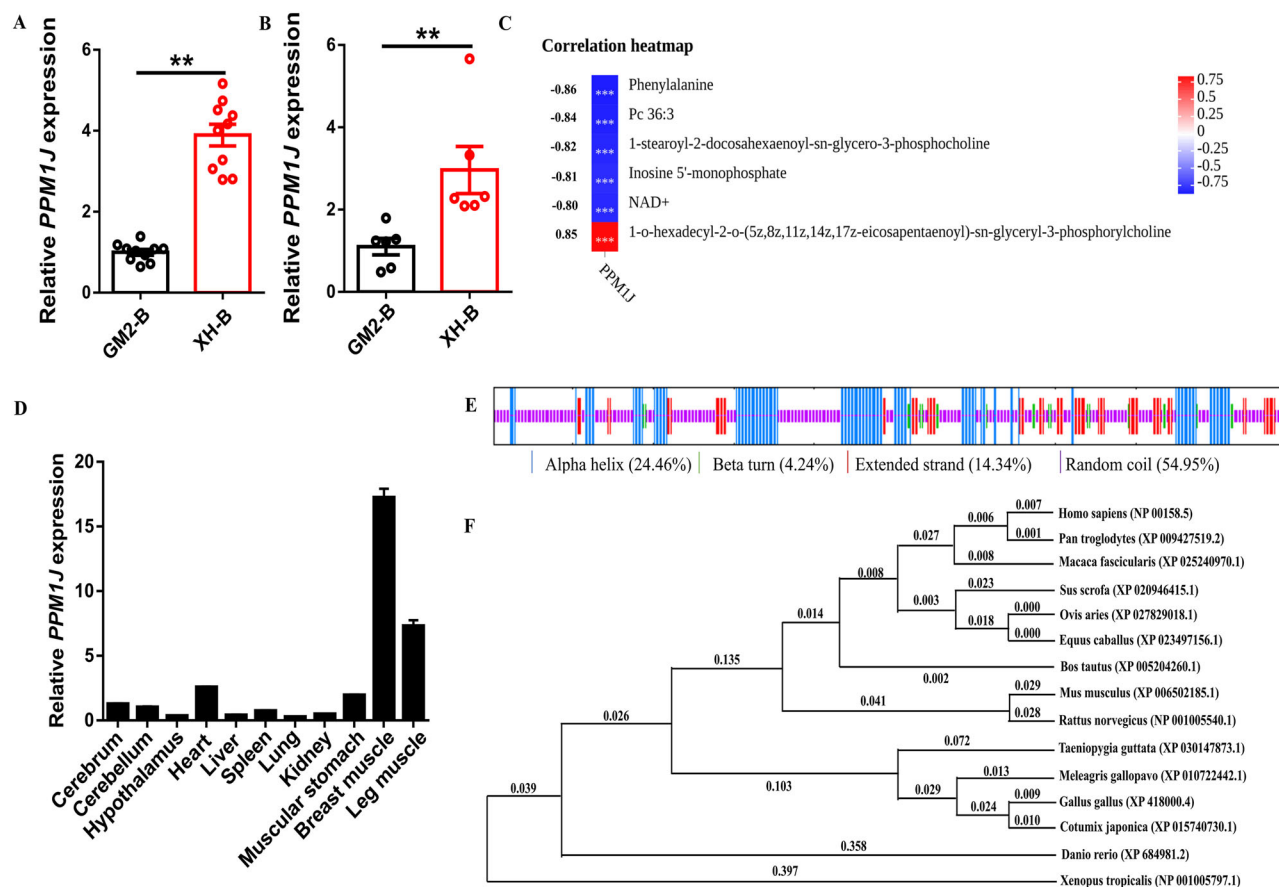 A
Relative PPM1J expression
6
4
2
0
**
GM2-B
XH-B
B
Relative PPM1J expression
6
4
2
0
**
GM2-B
XH-B
C
Correlation heatmap
-0.86 *** Phenylalanine
-0.84 *** Pc 36:3
-0.82 *** 1-stearoyl-2-docosahexaenoyl-sn-glycero-3-phosphocholine
-0.81 *** Inosine 5'-monophosphate
-0.80 *** NAD+
0.85 *** 1-o-hexadecyl-2-o-(5z,8z,11z,14z,17z-eicosapentaenoyl)-sn-glyceryl-3-phosphorylcholine
PPM1J
0.75
0.5
0.25
0
-0.25
-0.5
-0.75
D
Relative PPM1J expression
20
15
10
5
0
Cerebrum
Cerebellum
Hypothalamus
Heart
Liver
Spleen
Lung
Kidney
Muscular stomach
Breast muscle
Leg muscle
E
Alpha helix (24.46%) Beta turn (4.24%) Extended strand (14.34%) Random coil (54.95%)
F
0.007 Homo sapiens (NP 00158.5)
0.006
0.001 Pan troglodytes (XP 009427519.2)
0.027
0.008 Macaca fascicularis (XP 025240970.1)
0.008
0.023 Sus scrofa (XP 020946415.1)
0.003
0.000 Ovis aries (XP 027829018.1)
0.018
0.014
0.000 Equus caballus (XP 023497156.1)
0.002 Bos tautus (XP 005204260.1)
0.135
0.029 Mus musculus (XP 006502185.1)
0.041
0.028 Rattus norvegicus (NP 001005540.1)
0.026
0.072 Taeniopygia guttata (XP 030147873.1)
0.103
0.013 Meleagris gallopavo (XP 010722442.1)
0.029
0.009 Gallus gallus (XP 418000.4)
0.024
0.010 Cotumix japonica (XP 015740730.1)
0.039
0.358 Danio rerio (XP 684981.2)
0.397 Xenopus tropicalis (NP 001005797.1)